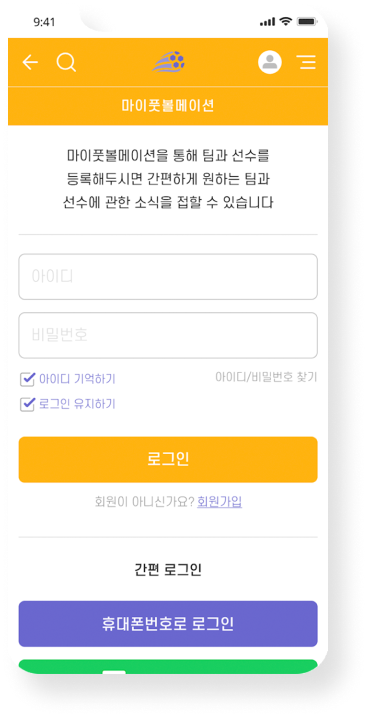 9:41
마이풋볼메이션
마이풋볼메이션을 통해 팀과 선수를
등록해두시면 간편하게 원하는 팀과
선수에 관한 소식을 접할 수 있습니다
아이디
비밀번호
아이디 기억하기
아이디/비밀번호 찾기
로그인 유지하기
로그인
회원이 아니신가요? 회원가입
간편 로그인
휴대폰번호로 로그인